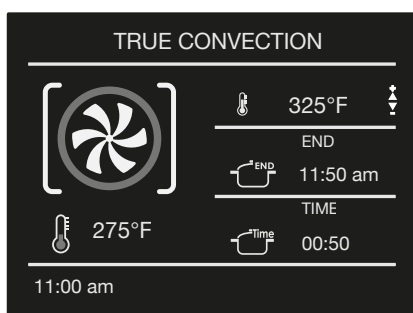 TRUE CONVECTION
325°F
END
END
11:50 am
TIME
275°F
Time
00:50
11:00 am